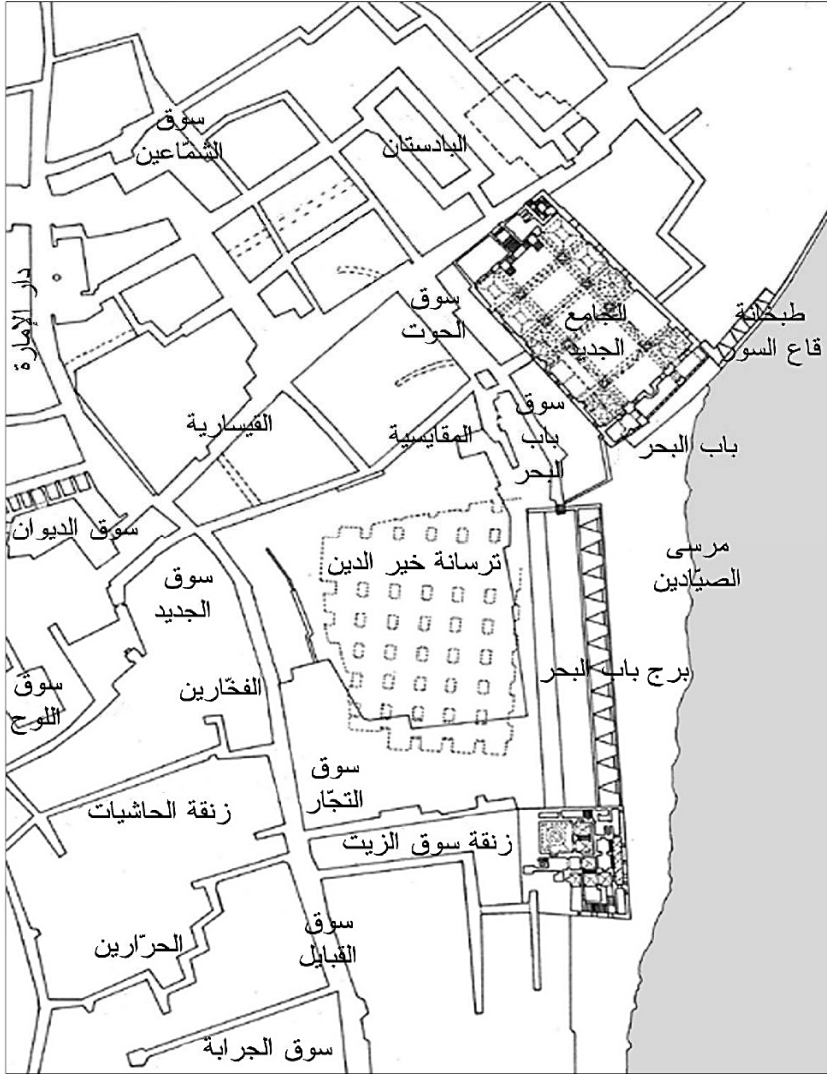 سوق
الشمّاعين
البادستان
دار الإمارة
سوق
الحوت
الجامع
الجديد
طبخانة
قاع السور
القيسارية
المقايسية
سوق
باب
البحر
باب البحر
سوق الديوان
ترسانة خير الدين
مرسى
الصيّادين
سوق
الجديد
سوق
اللوح
الفخّارين
برج باب البحر
سوق
التجّار
زنقة الحاشيات
زنقة سوق الزيت
الحرّارين
سوق
القبايل
سوق الجرابة